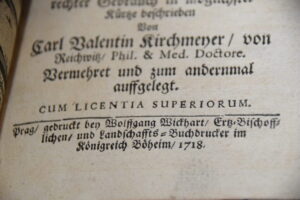 rechter Gebrauch in möglichster
Kürtze beschrieben
Von
Carl Valentin Kirchmeyer/ von
Reichwitz/ Phil. & Med. Doctore.
Vermehret und zum andernmal
auffgelegt.
CUM LICENTIA SUPERIORUM.
Prag/ gedruckt bey Wolffgang Wickhart/ Ertz-Bischoff-
lichen/ und Landschaffts-Buchdrucker im
Königreich Böheim/ 1718.